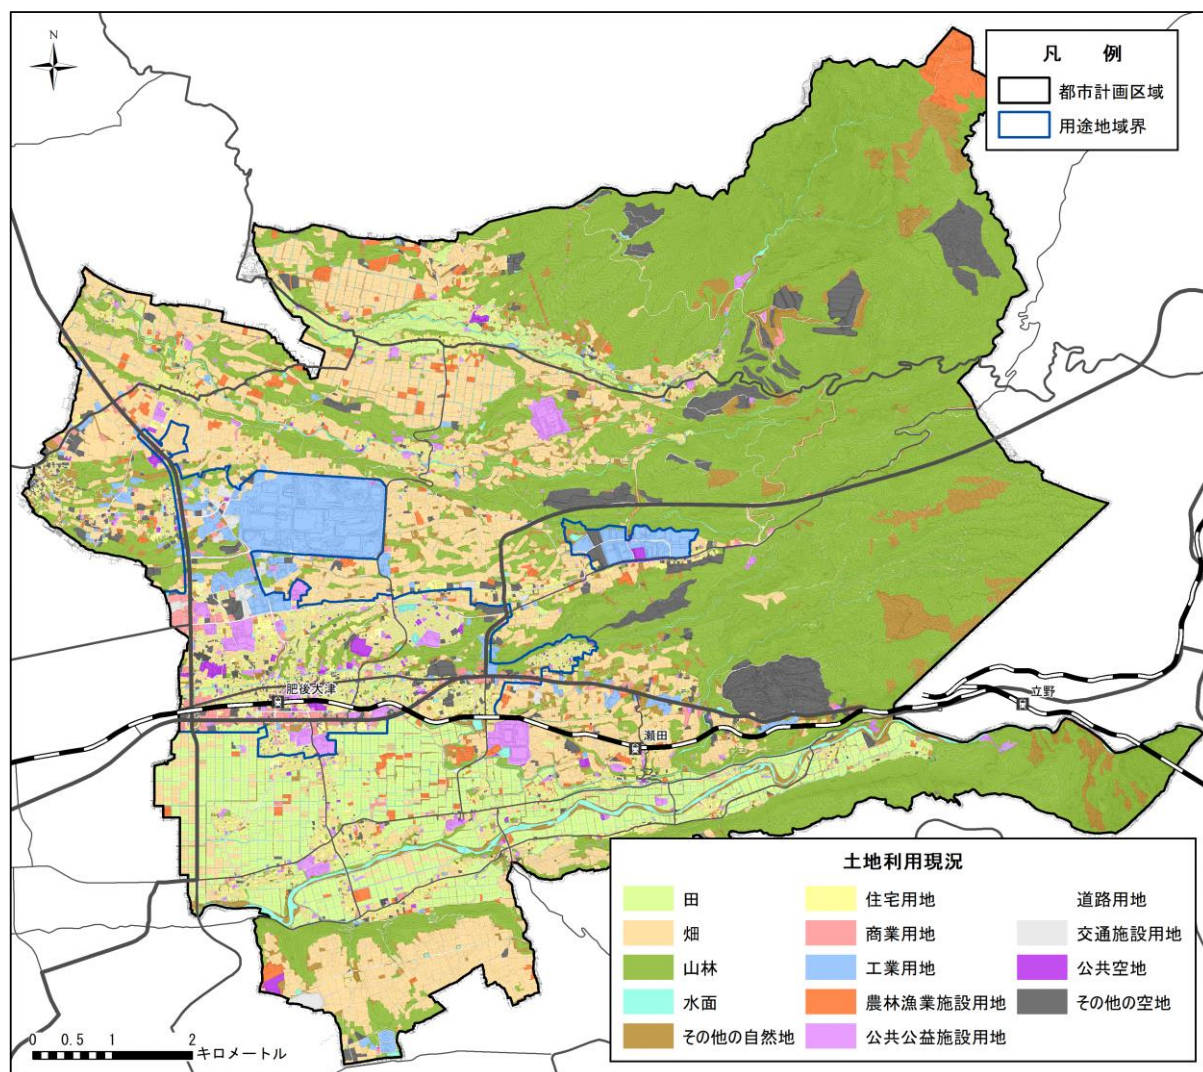 N
凡 例
都市計画区域
用途地域界
肥後大津
瀬田
立野
土地利用現況
田
畑
山林
水面
その他の自然地
住宅用地
商業用地
工業用地
農林漁業施設用地
公共公益施設用地
道路用地
交通施設用地
公共空地
その他の空地
0 0.5 1 2
キロメートル